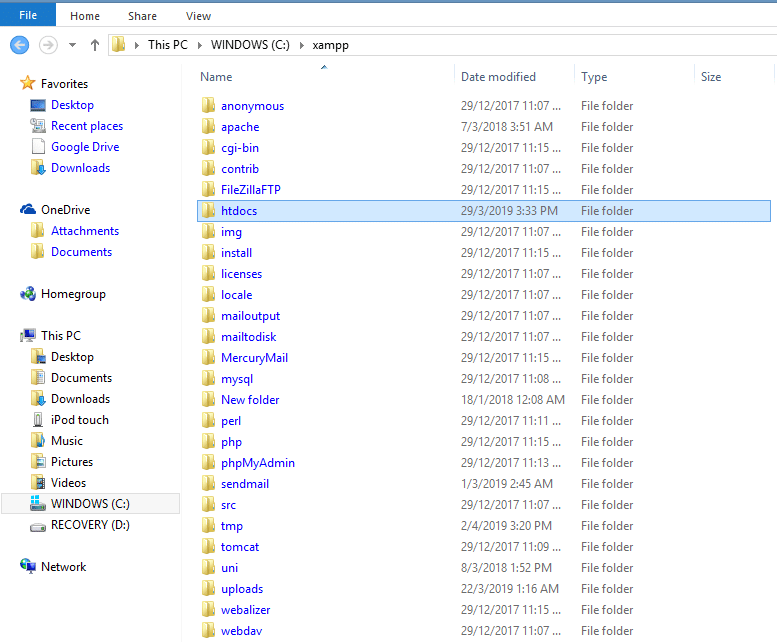 File Home Share View
This PC WINDOWS (C:) xampp
Name Date modified Type Size
Favorites
Desktop
Recent places
Google Drive
Downloads
OneDrive
Attachments
Documents
Homegroup
This PC
Desktop
Documents
Downloads
iPod touch
Music
Pictures
Videos
WINDOWS (C:)
RECOVERY (D:)
Network
anonymous 29/12/2017 11:07 ... File folder
apache 7/3/2018 3:51 AM File folder
cgi-bin 29/12/2017 11:15 ... File folder
contrib 29/12/2017 11:07 ... File folder
FileZillaFTP 29/12/2017 11:15 ... File folder
htdocs 29/3/2019 3:33 PM File folder
img 29/12/2017 11:07 ... File folder
install 29/12/2017 11:15 ... File folder
licenses 29/12/2017 11:07 ... File folder
locale 29/12/2017 11:07 ... File folder
mailoutput 29/12/2017 11:07 ... File folder
mailtodisk 29/12/2017 11:07 ... File folder
MercuryMail 29/12/2017 11:15 ... File folder
mysql 29/12/2017 11:08 ... File folder
New folder 18/1/2018 12:08 AM File folder
perl 29/12/2017 11:11 ... File folder
php 29/12/2017 11:15 ... File folder
phpMyAdmin 29/12/2017 11:13 ... File folder
sendmail 1/3/2019 2:45 AM File folder
src 29/12/2017 11:07 ... File folder
tmp 2/4/2019 3:20 PM File folder
tomcat 29/12/2017 11:09 ... File folder
uni 8/3/2018 1:52 PM File folder
uploads 22/3/2019 1:16 AM File folder
webalizer 29/12/2017 11:15 ... File folder
webdav 29/12/2017 11:07 ... File folder